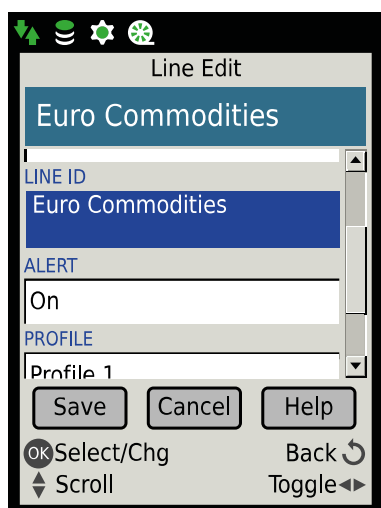 Line Edit
Euro Commodities
LINE ID
Euro Commodities
ALERT
On
PROFILE
Profile 1
Save Cancel Help
OK Select/Chg Back
Scroll Toggle